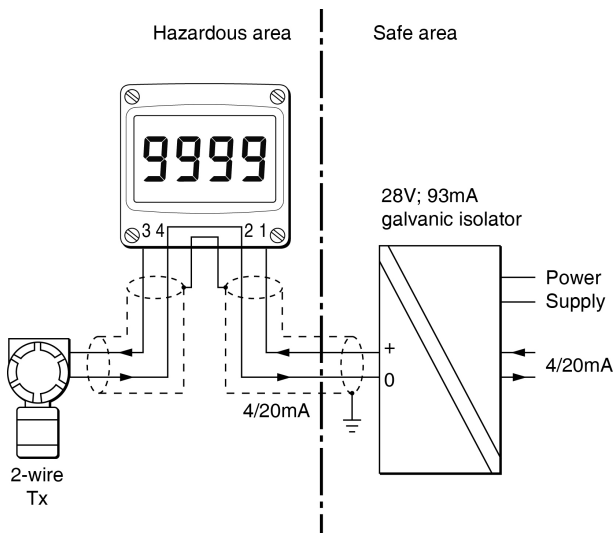 Hazardous area
Safe area
9999
3 4
2 1
28V; 93mA
galvanic isolator
Power
Supply
+
0
4/20mA
4/20mA
2-wire
Tx